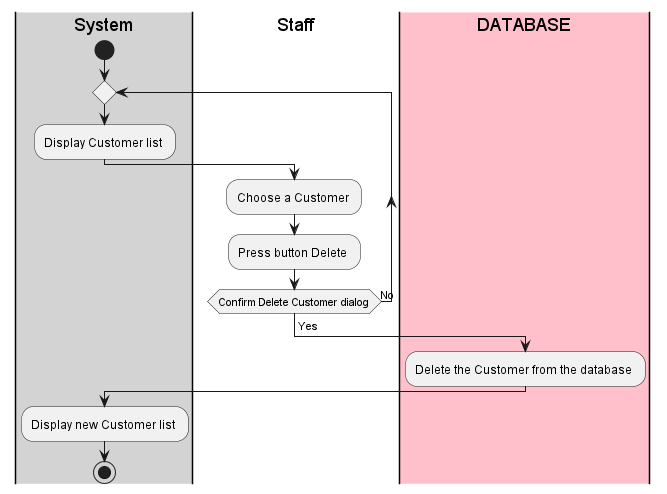 System
Staff
DATABASE
Display Customer list
Choose a Customer
Press button Delete
Confirm Delete Customer dialog
No
Yes
Delete the Customer from the database
Display new Customer list